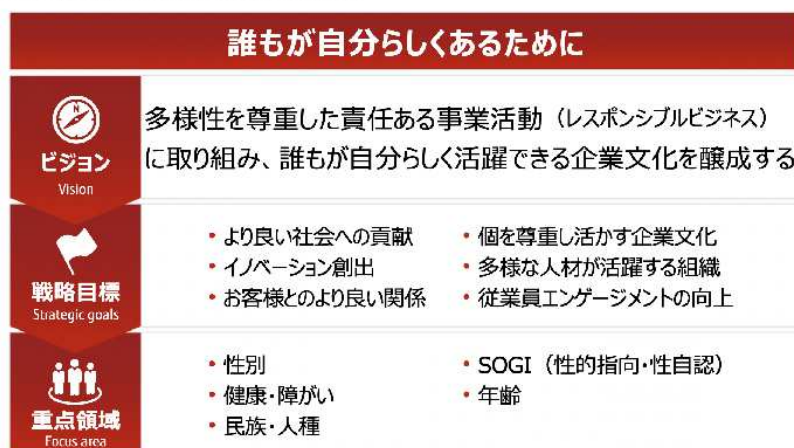 誰もが自分らしくあるために
ビジョン
Vision
多様性を尊重した責任ある事業活動（レスポンシブルビジネス）
に取り組み、誰もが自分らしく活躍できる企業文化を醸成する
戦略目標
Strategic goals
• より良い社会への貢献
• イノベーション創出
• お客様とのより良い関係
• 個を尊重し活かす企業文化
• 多様な人材が活躍する組織
• 従業員エンゲージメントの向上
重点領域
Focus area
• 性別
• 健康・障がい
• 民族・人種
• SOGI（性的指向・性自認）
• 年齢